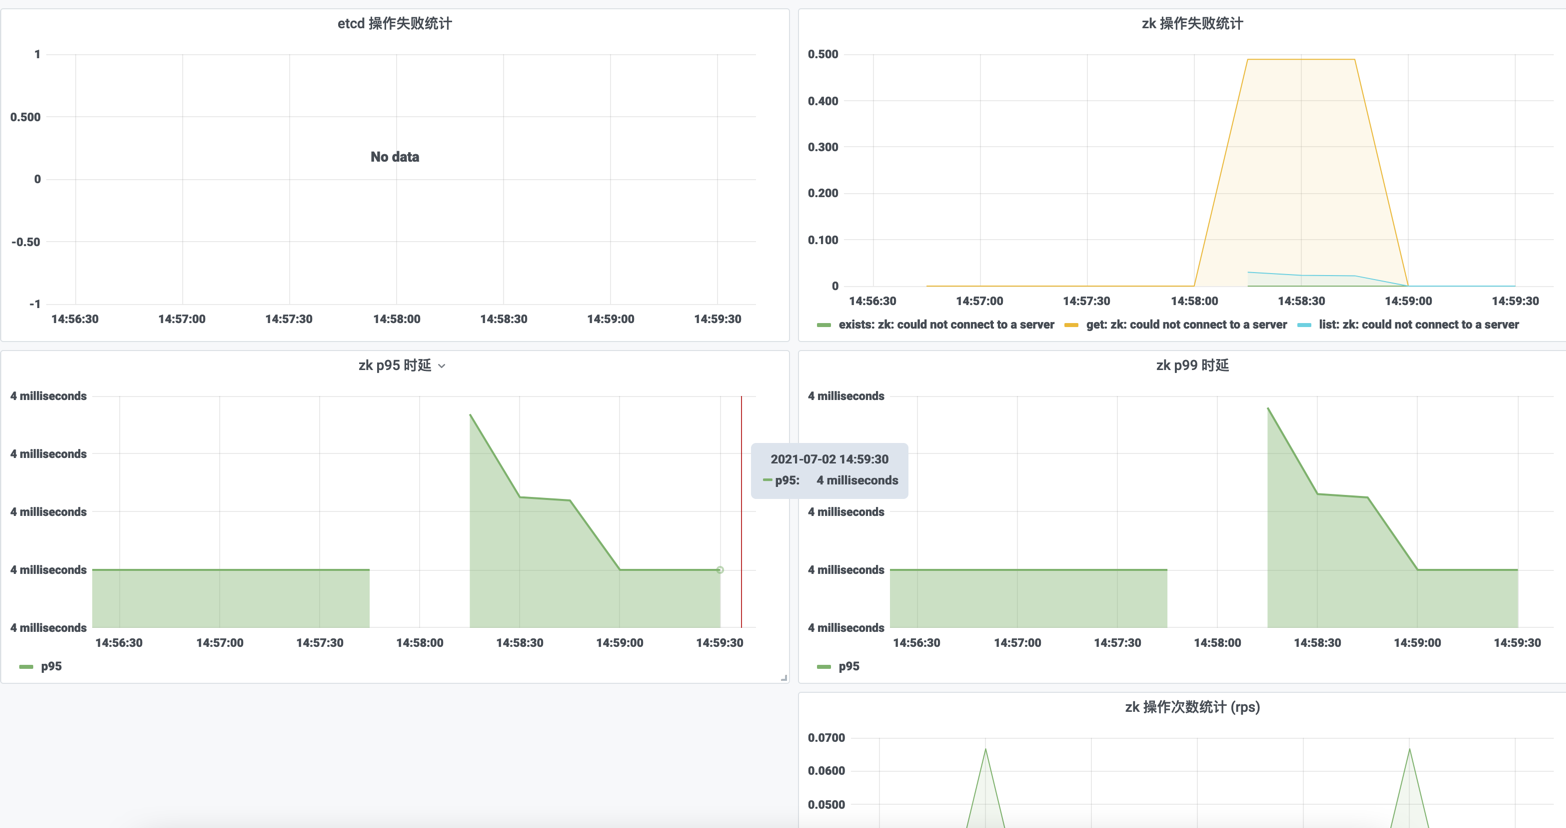 etcd 操作失败统计
1
0.500
0
-0.50
-1
No data
14:56:30 14:57:00 14:57:30 14:58:00 14:58:30 14:59:00 14:59:30
zk 操作失败统计
0.500
0.400
0.300
0.200
0.100
0
14:56:30 14:57:00 14:57:30 14:58:00 14:58:30 14:59:00 14:59:30
exists: zk: could not connect to a server get: zk: could not connect to a server list: zk: could not connect to a server
zk p95 时延
4 milliseconds
4 milliseconds
4 milliseconds
4 milliseconds
4 milliseconds
14:56:30 14:57:00 14:57:30 14:58:00 14:58:30 14:59:00 14:59:30
p95
2021-07-02 14:59:30
p95: 4 milliseconds
zk p99 时延
4 milliseconds
4 milliseconds
4 milliseconds
4 milliseconds
4 milliseconds
14:56:30 14:57:00 14:57:30 14:58:00 14:58:30 14:59:00 14:59:30
p95
zk 操作次数统计 (rps)
0.0700
0.0600
0.0500